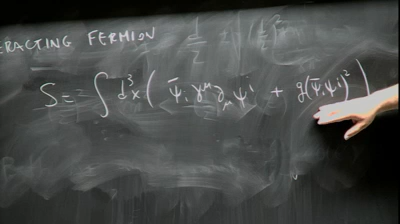 ERACTING FERMION
S = ∫ d³x ( ψ̄ᵢ γ^μ ∂_μ ψ^i + g(ψ̄ᵢ ψⁱ)² )